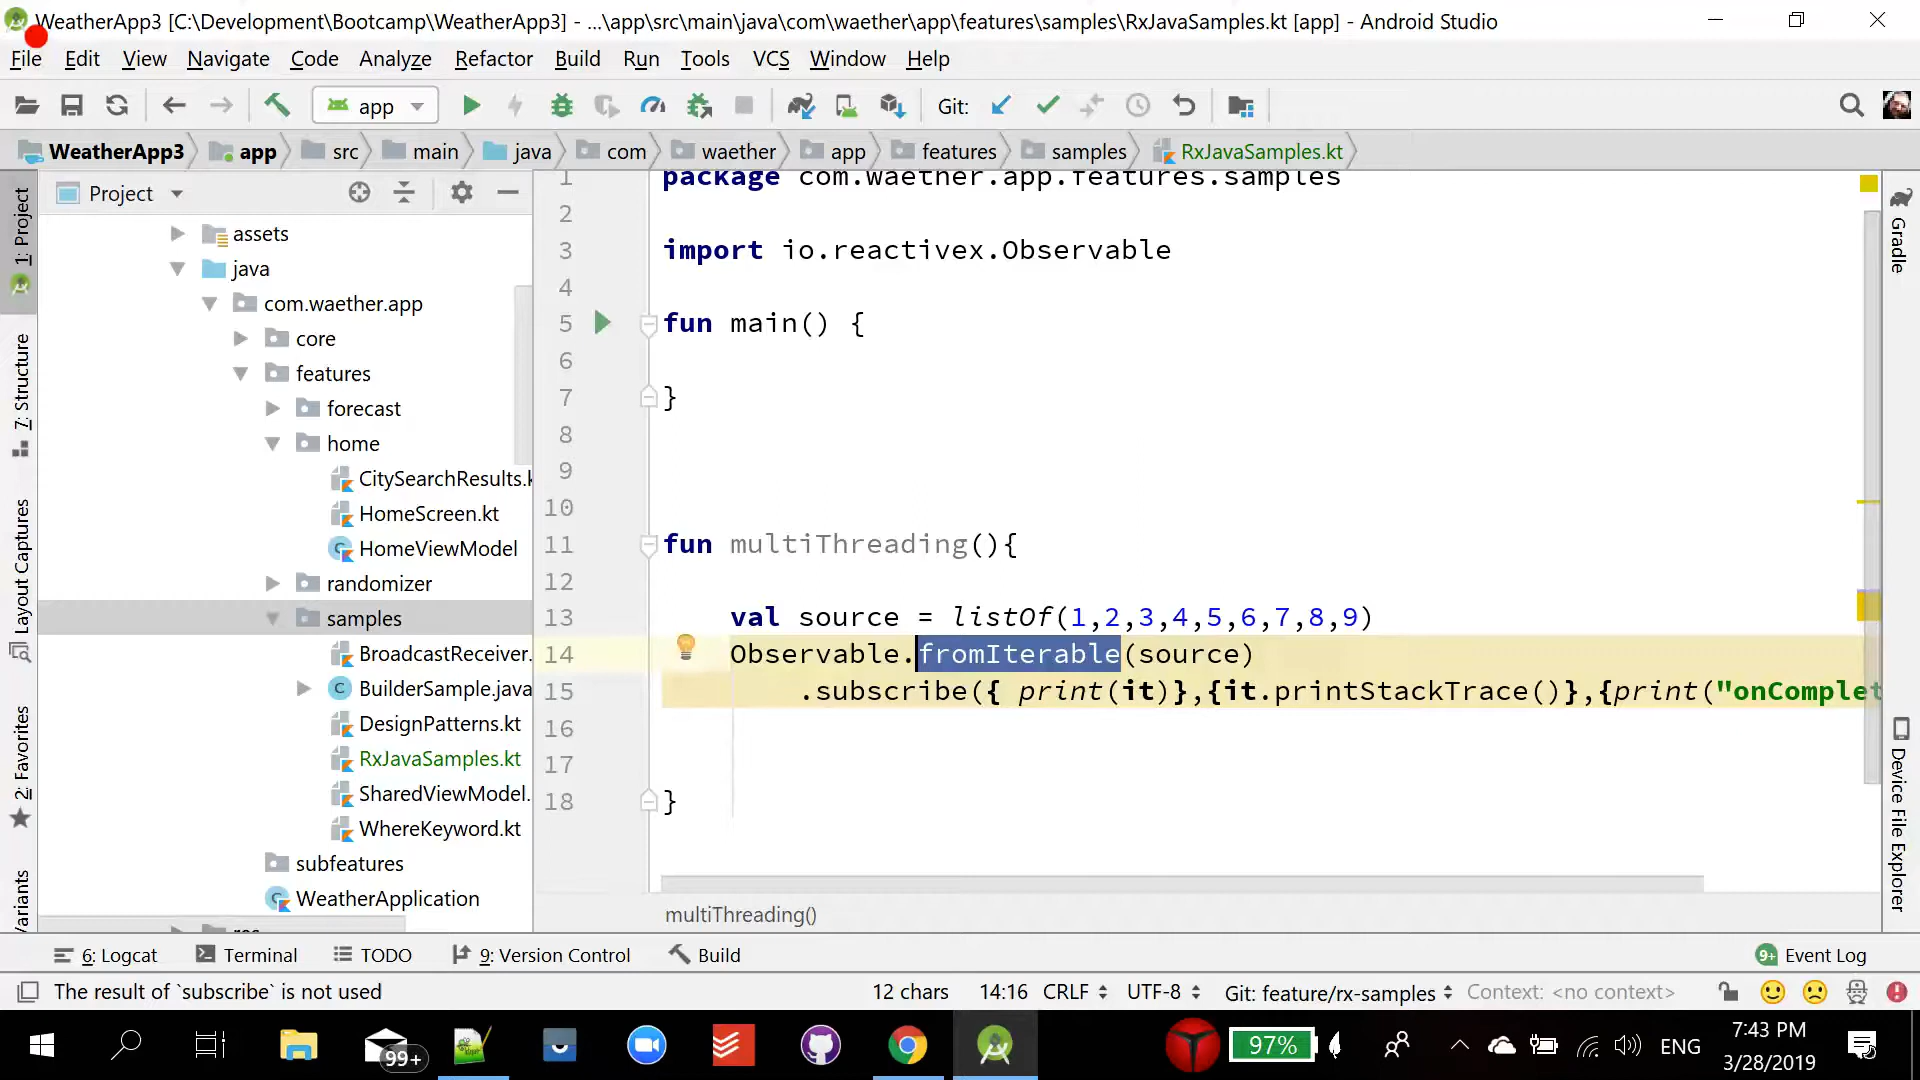 WeatherApp3 [C:\Development\Bootcamp\WeatherApp3] - ...\app\src\main\java\com\waether\app\features\samples\RxJavaSamples.kt [app] - Android Studio
File Edit View Navigate Code Analyze Refactor Build Run Tools VCS Window Help
app Git:
WeatherApp3 app src main java com waether app features samples RxJavaSamples.kt
Project
assets
java
com.waether.app
core
features
forecast
home
CitySearchResults.k
HomeScreen.kt
HomeViewModel
randomizer
samples
BroadcastReceiver.
BuilderSample.java
DesignPatterns.kt
RxJavaSamples.kt
SharedViewModel.
WhereKeyword.kt
subfeatures
WeatherApplication
1: Project
7: Structure
Layout Captures
2: Favorites
Variants
1 package com.waether.app.features.samples
2
3 import io.reactivex.Observable
4
5 fun main() {
6
7 }
8
9
10
11 fun multiThreading(){
12
13 val source = listOf(1,2,3,4,5,6,7,8,9)
14 Observable.fromIterable(source)
15 .subscribe({ print(it)},{it.printStackTrace()},{print("onComplet
16
17
18 }
multiThreading()
Gradle
Device File Explorer
6: Logcat Terminal TODO 9: Version Control Build 9+ Event Log
The result of `subscribe` is not used 12 chars 14:16 CRLF UTF-8 Git: feature/rx-samples Context: <no context>
99+ 97% ENG 7:43 PM
3/28/2019